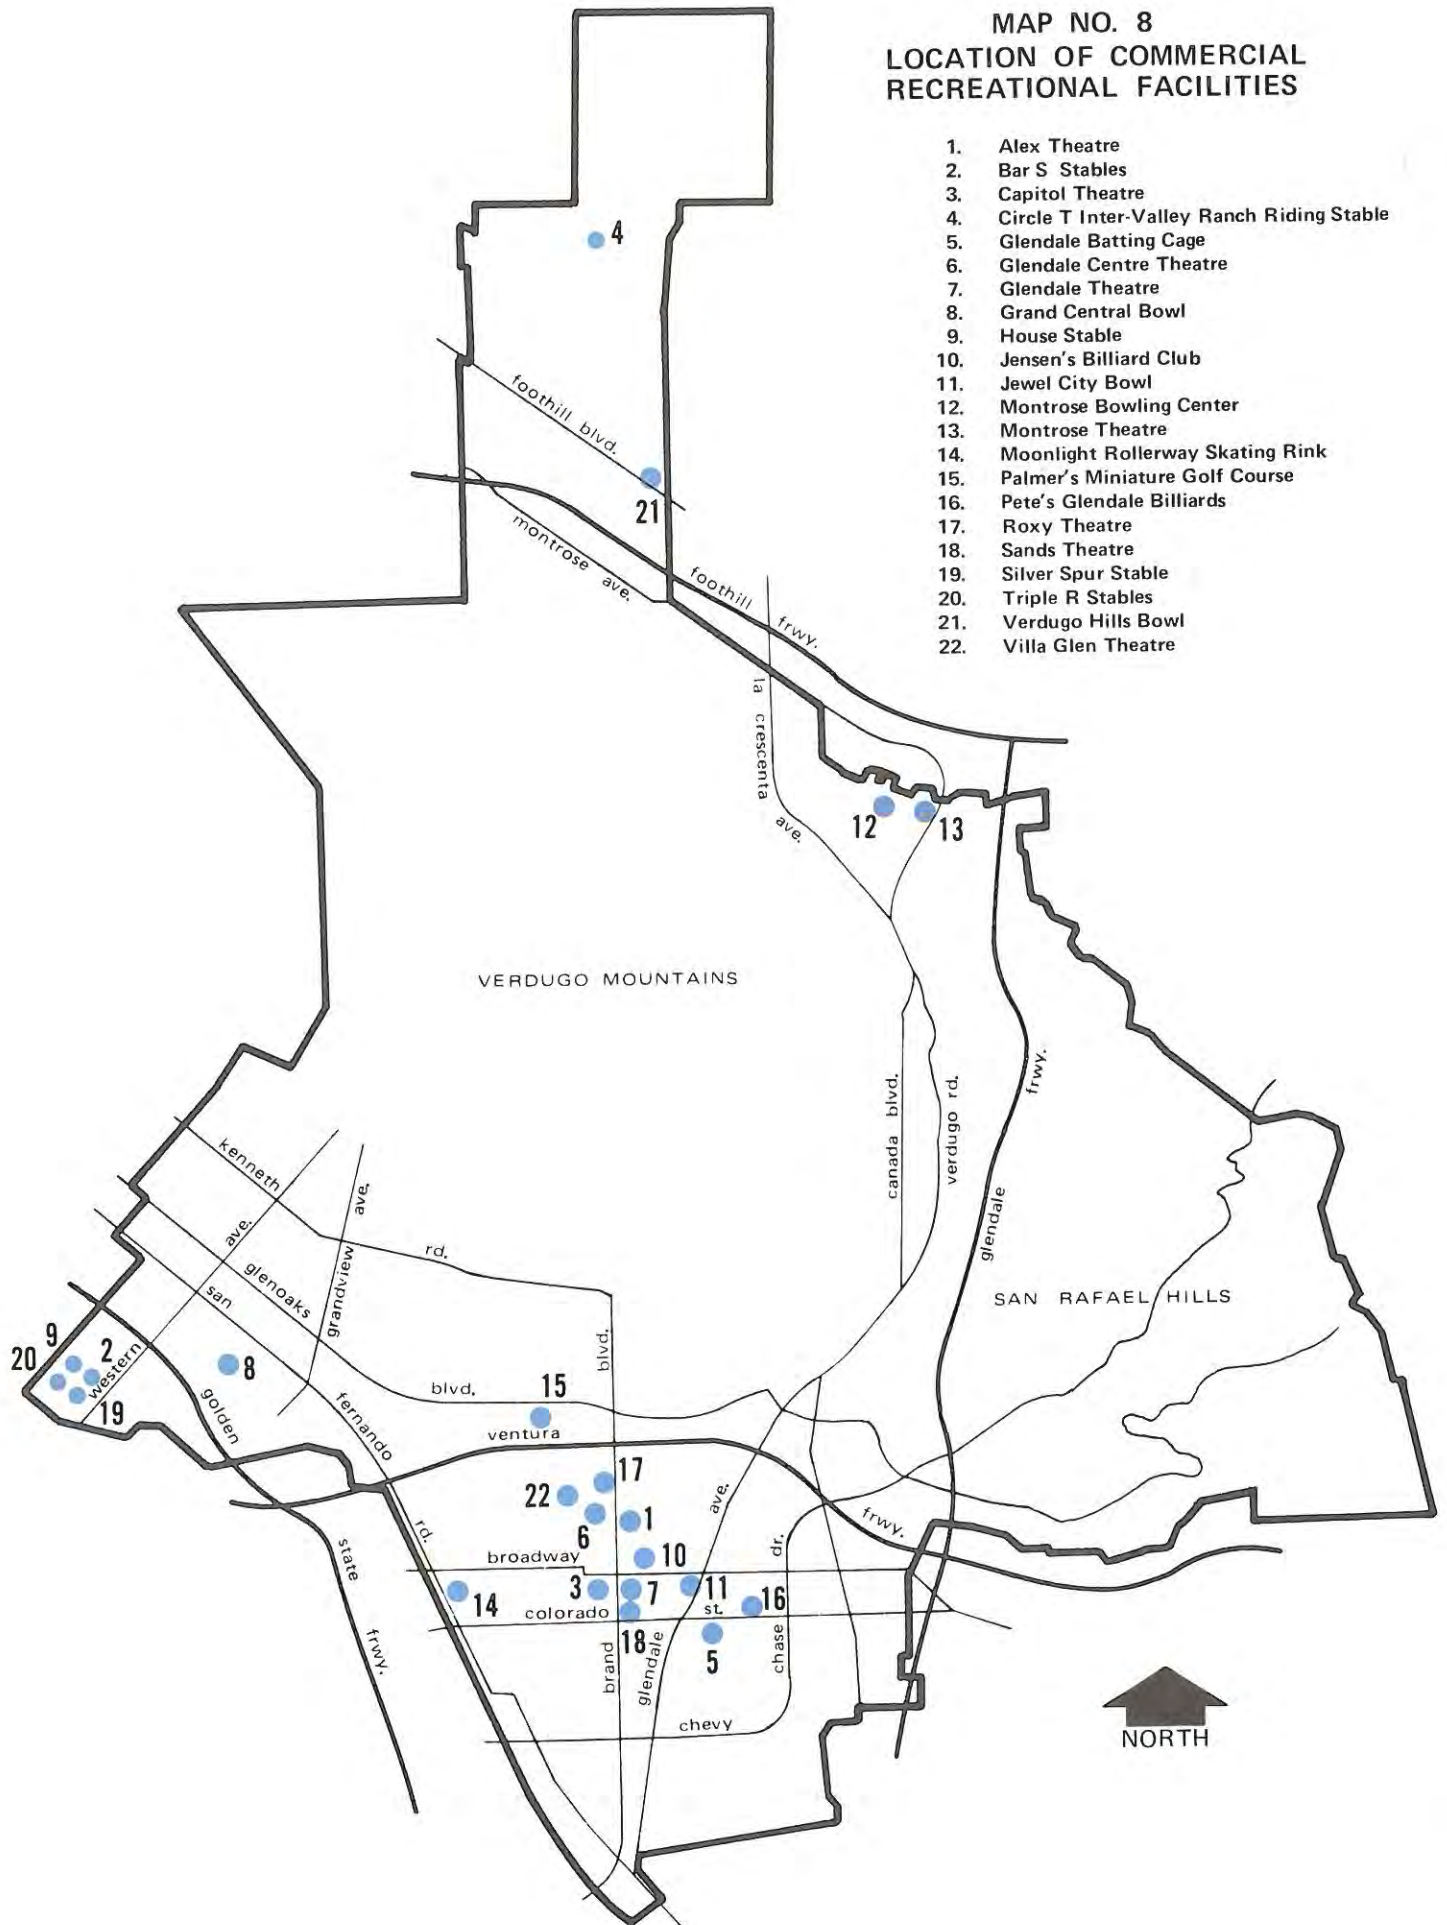 MAP NO. 8
LOCATION OF COMMERCIAL
RECREATIONAL FACILITIES
1. Alex Theatre
2. Bar S Stables
3. Capitol Theatre
4. Circle T Inter-Valley Ranch Riding Stable
5. Glendale Batting Cage
6. Glendale Centre Theatre
7. Glendale Theatre
8. Grand Central Bowl
9. House Stable
10. Jensen's Billiard Club
11. Jewel City Bowl
12. Montrose Bowling Center
13. Montrose Theatre
14. Moonlight Rollerway Skating Rink
15. Palmer's Miniature Golf Course
16. Pete's Glendale Billiards
17. Roxy Theatre
18. Sands Theatre
19. Silver Spur Stable
20. Triple R Stables
21. Verdugo Hills Bowl
22. Villa Glen Theatre
4
foothill blvd.
21
montrose ave.
foothill frwy.
la crescenta ave.
12
13
VERDUGO MOUNTAINS
canada blvd.
verdugo rd.
glendale frwy.
SAN RAFAEL HILLS
kenneth rd.
western ave.
grandview ave.
glenoaks blvd.
san fernando rd.
9
20
2
19
8
golden state frwy.
15
ventura frwy.
brand blvd.
17
22
6
1
10
broadway
3
7
11
14
colorado st.
16
18
5
glendale ave.
chevy chase dr.
NORTH